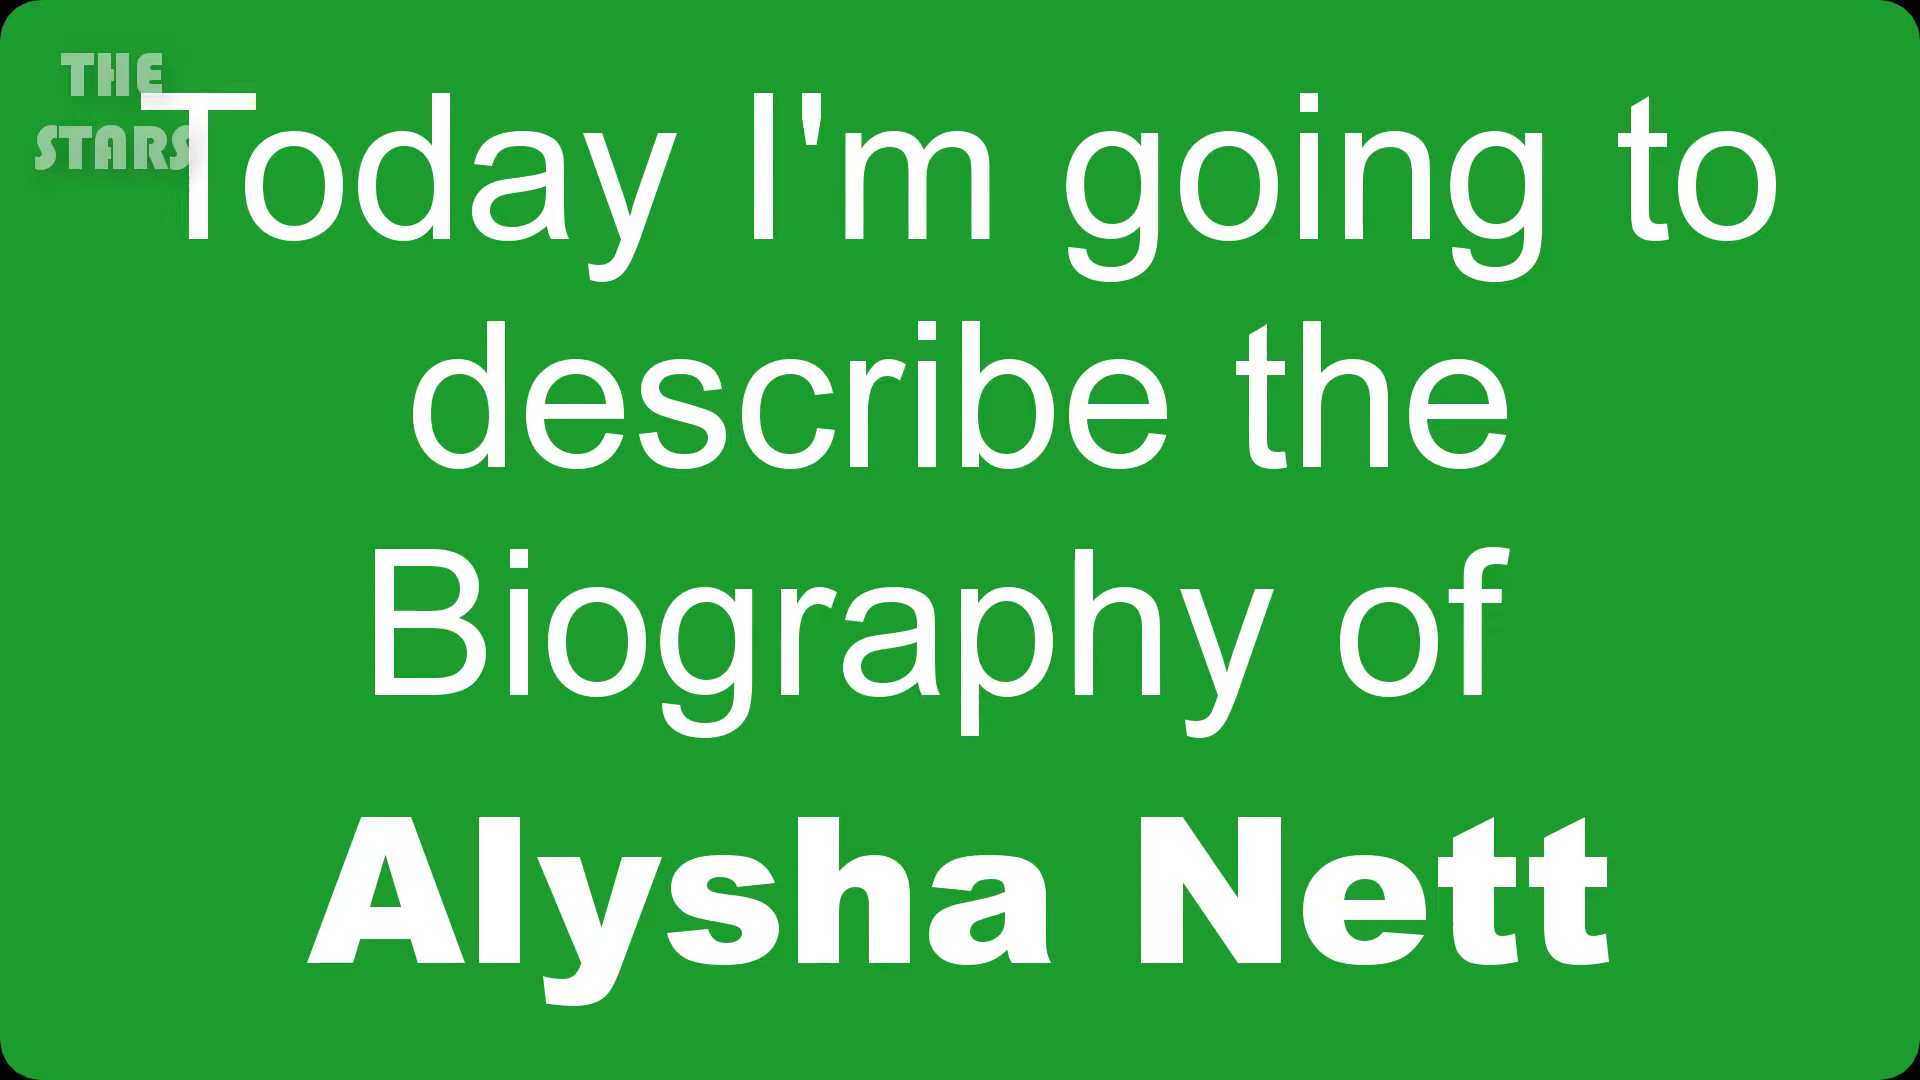 THE
STARS
Today I'm going to
describe the
Biography of
Alysha Nett